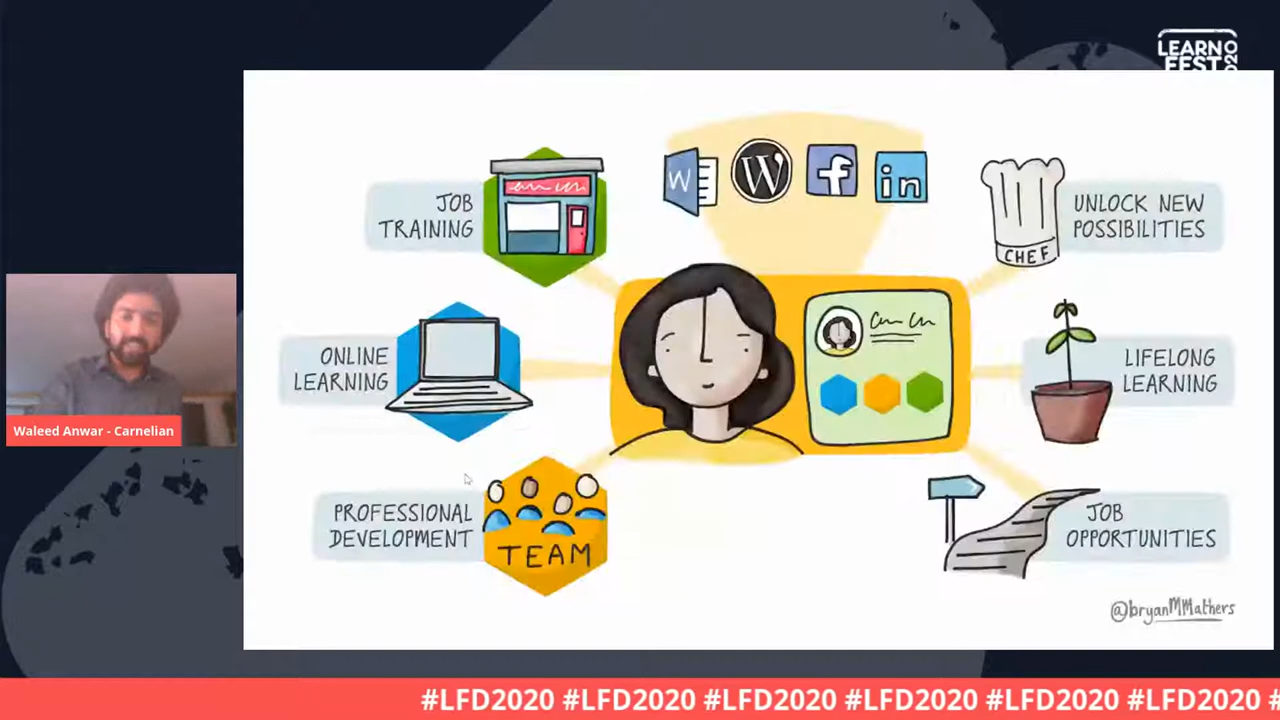 LEARN
FEST
2020
W
W
f
in
JOB
TRAINING
ONLINE
LEARNING
PROFESSIONAL
DEVELOPMENT
TEAM
CHEF
UNLOCK NEW
POSSIBILITIES
LIFELONG
LEARNING
JOB
OPPORTUNITIES
@bryanMMathers
Waleed Anwar - Carnelian
#LFD2020 #LFD2020 #LFD2020 #LFD2020 #LFD2020 #LFD2020 #